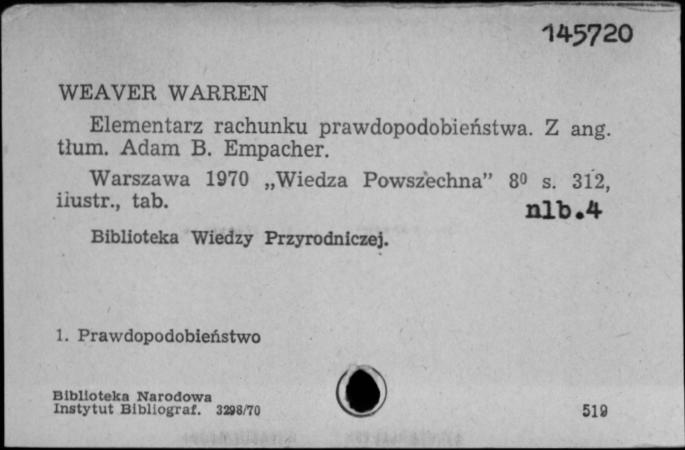 145720
WEAVER WARREN
Elementarz rachunku prawdopodobieństwa. Z ang.
tłum. Adam B. Empacher.
Warszawa 1970 „Wiedza Powszechna” 8⁰ s. 312,
ilustr., tab.
nlb.4
Biblioteka Wiedzy Przyrodniczej.
1. Prawdopodobieństwo
Biblioteka Narodowa
Instytut Bibliograf. 3298/70
519